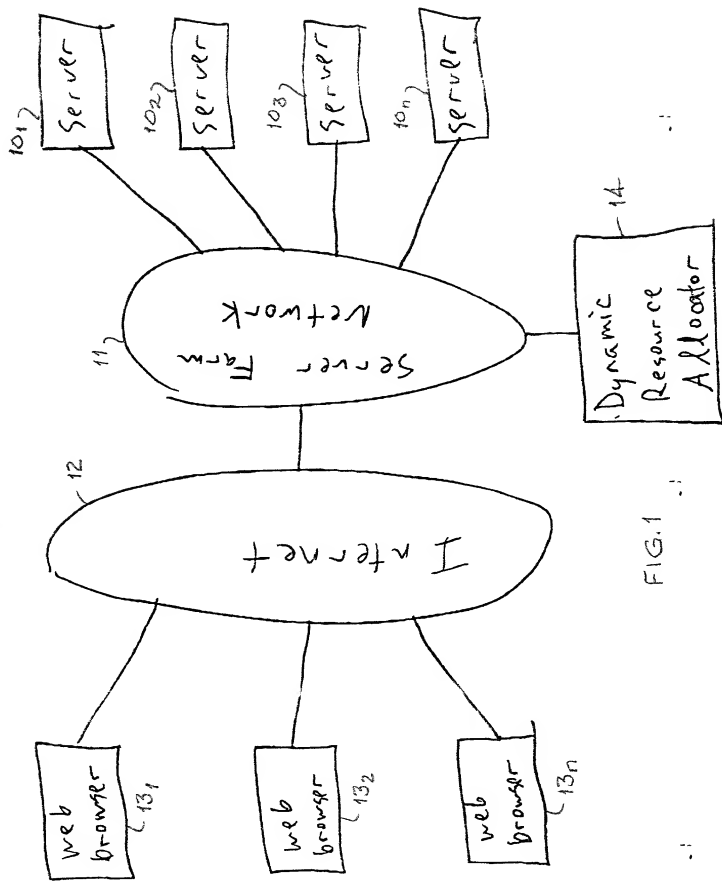 10₁
Server
10₂
Server
10₃
Server
10ₙ
Server
11
Server Farm
Network
14
Dynamic
Resource
Allocator
12
Internet
web
browser
13₁
web
browser
13₂
web
browser
13ₙ
FIG.1